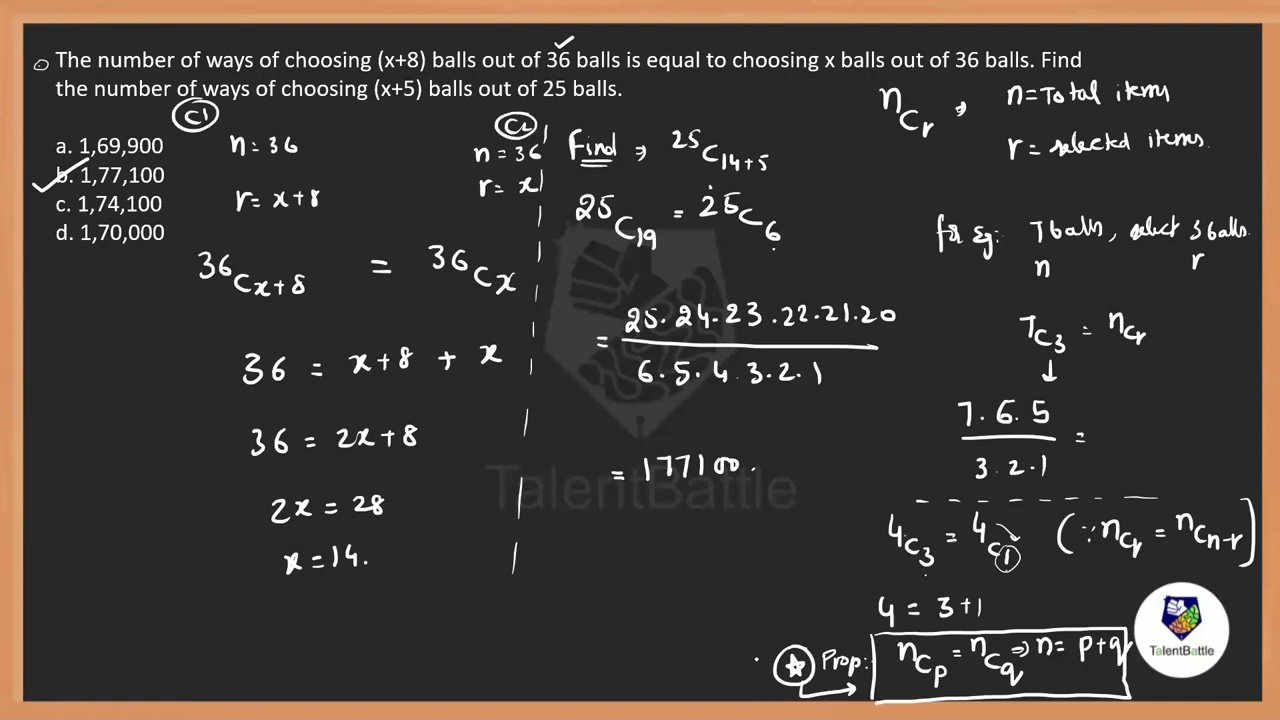 The number of ways of choosing (x+8) balls out of 36 balls is equal to choosing x balls out of 36 balls. Find
the number of ways of choosing (x+5) balls out of 25 balls.
a. 1,69,900
b. 1,77,100
c. 1,74,100
d. 1,70,000
C1
n = 36
r = x+8
C2
n = 36
r = x
36Cx+8 = 36Cx
36 = x+8 + x
36 = 2x+8
2x = 28
x = 14.
Find ⇒ 25C14+5
25C19 = 25C6
= 25.24.23.22.21.20
6.5.4.3.2.1
= 177100.
nCr ⇒ n = Total items
r = selected items.
for Eg: 7 balls, select 3 balls.
n r
7C3 = nCr
↓
7.6.5 =
3.2.1
4C3 = 4C1 (∵ nCr = nCn-r)
4 = 3+1
Prop: nCp = nCq ⇒ n = p+q
TalentBattle
TalentBattle